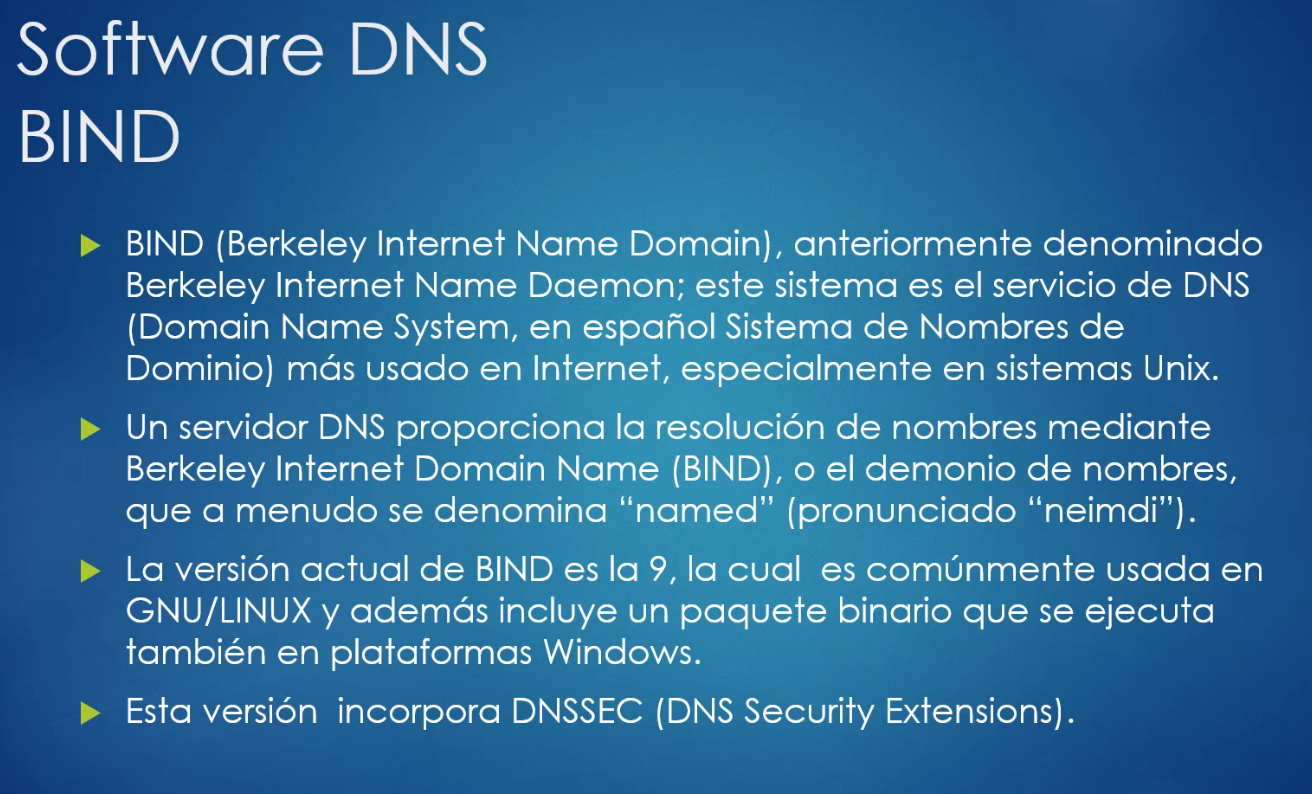 Software DNS
BIND
BIND (Berkeley Internet Name Domain), anteriormente denominado
Berkeley Internet Name Daemon; este sistema es el servicio de DNS
(Domain Name System, en español Sistema de Nombres de
Dominio) más usado en Internet, especialmente en sistemas Unix.
Un servidor DNS proporciona la resolución de nombres mediante
Berkeley Internet Domain Name (BIND), o el demonio de nombres,
que a menudo se denomina “named” (pronunciado “neimdi”).
La versión actual de BIND es la 9, la cual  es comúnmente usada en
GNU/LINUX y además incluye un paquete binario que se ejecuta
también en plataformas Windows.
Esta versión  incorpora DNSSEC (DNS Security Extensions).